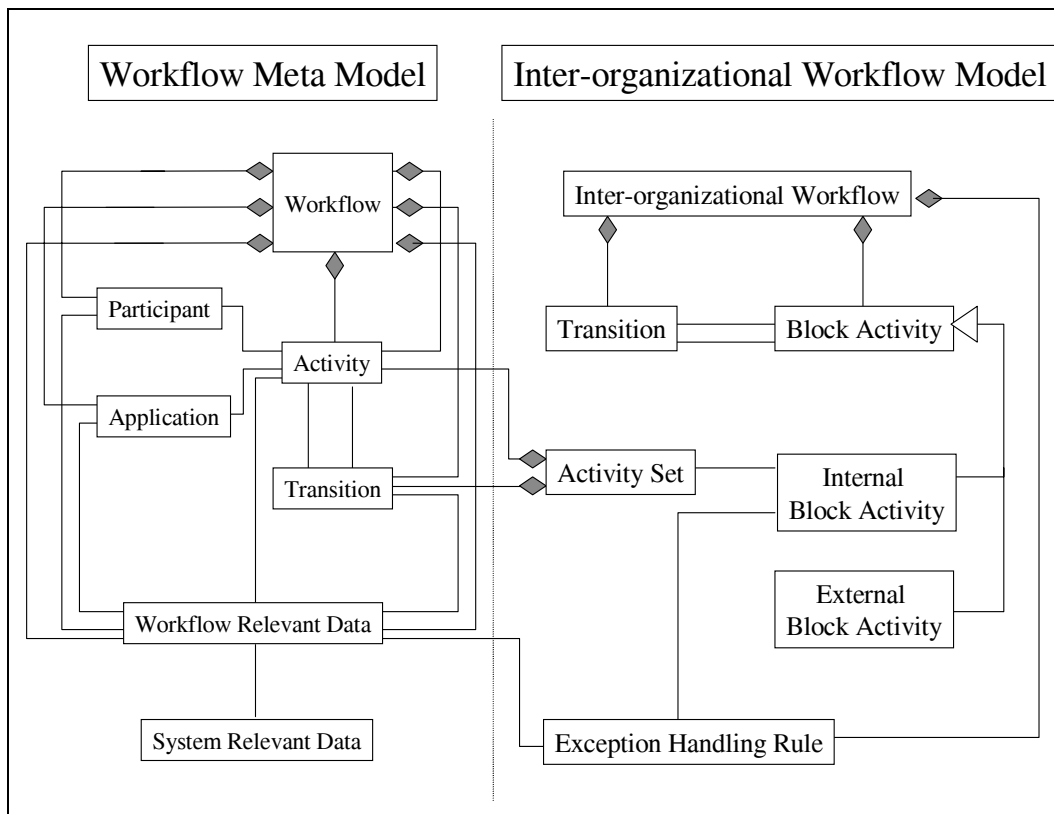 Workflow Meta Model
Inter-organizational Workflow Model
Workflow
Inter-organizational Workflow
Participant
Transition
Block Activity
Activity
Application
Activity Set
Internal
Block Activity
Transition
External
Block Activity
Workflow Relevant Data
System Relevant Data
Exception Handling Rule